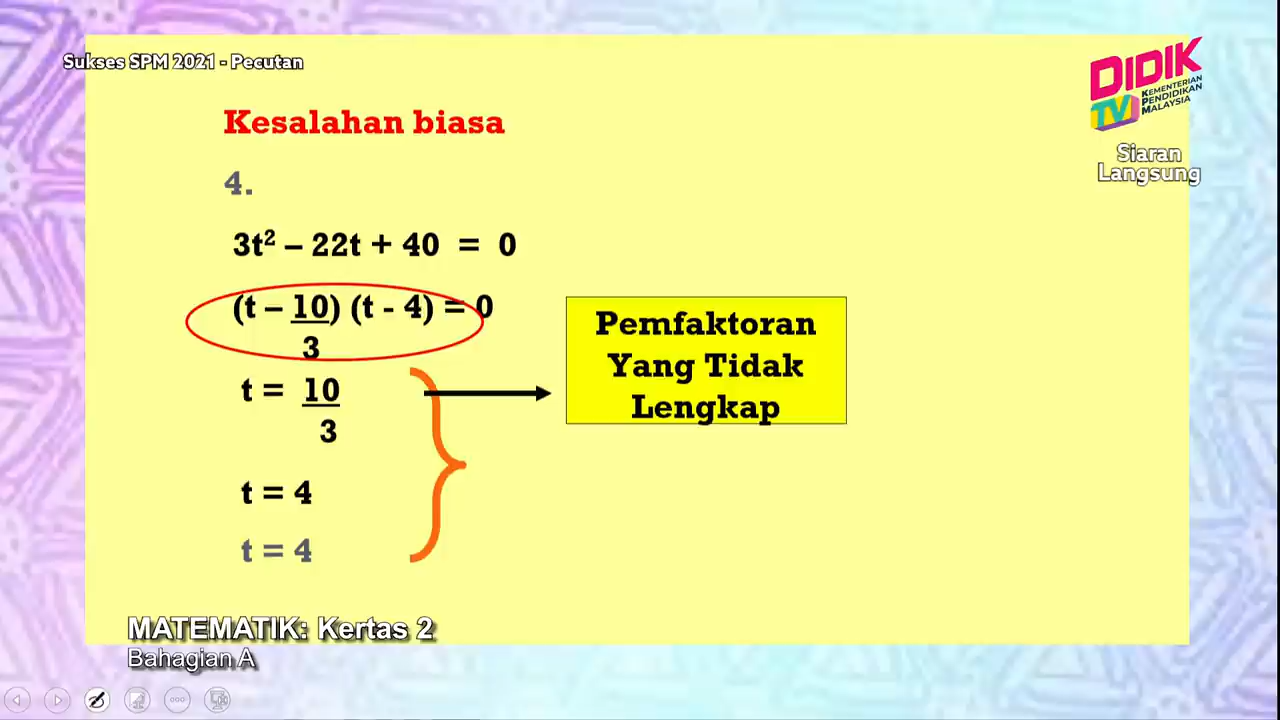 Sukses SPM 2021 - Pecutan
DIDIK
TV
KEMENTERIAN
PENDIDIKAN
MALAYSIA
Siaran
Langsung
Kesalahan biasa
4.
3t² – 22t + 40 = 0
(t – 10) (t - 4) = 0
3
t = 10
3
t = 4
t = 4
Pemfaktoran
Yang Tidak
Lengkap
MATEMATIK: Kertas 2
Bahagian A